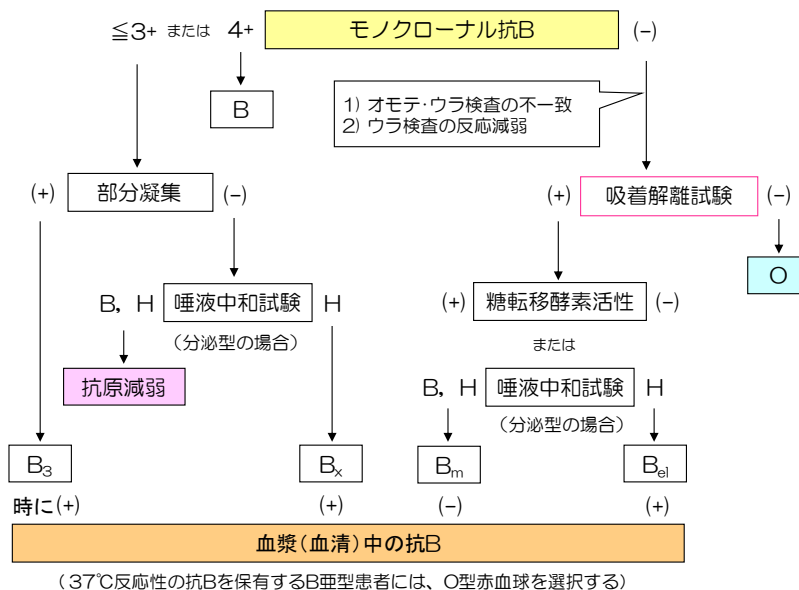 ≦3+ または 4+ モノクローナル抗B (−)
B
1) オモテ・ウラ検査の不一致
2) ウラ検査の反応減弱
(+) 部分凝集 (−)
(+) 吸着解離試験 (−)
O
B, H 唾液中和試験 H
(分泌型の場合)
(+) 糖転移酵素活性 (−)
または
抗原減弱
B, H 唾液中和試験 H
(分泌型の場合)
B3 Bx Bm Bel
時に(+) (+) (−) (+)
血漿(血清)中の抗B
(37℃反応性の抗Bを保有するB亜型患者には、O型赤血球を選択する)